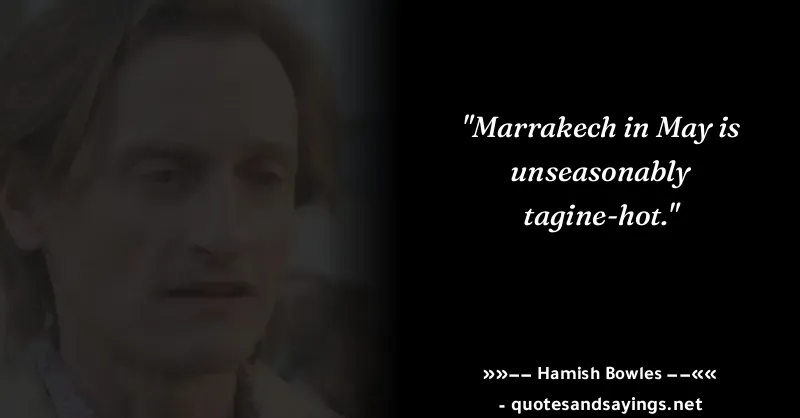 "Marrakech in May is
unseasonably
tagine-hot."
»»–– Hamish Bowles ––««
- quotesandsayings.net